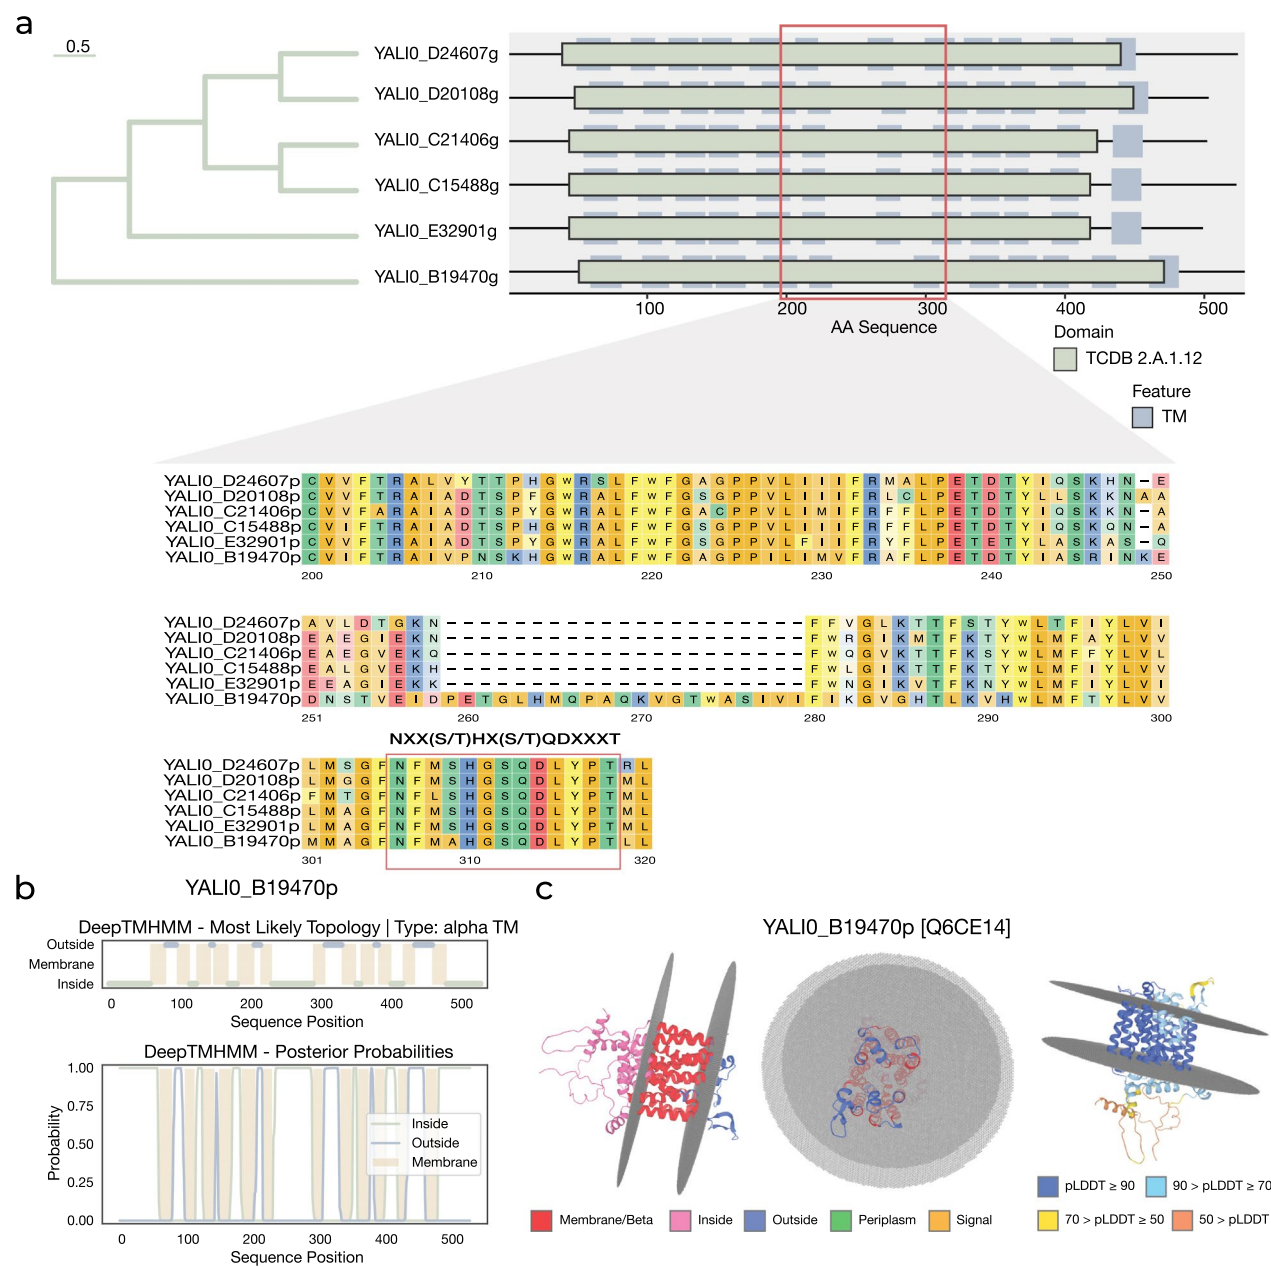 a
0.5
YALI0_D24607g
YALI0_D20108g
YALI0_C21406g
YALI0_C15488g
YALI0_E32901g
YALI0_B19470g
100 200 300 400 500
AA Sequence
Domain
TCDB 2.A.1.12
Feature
TM
YALI0_D24607p C V V F T R A L V Y T T P H G W R S L F W F G A G P P V L I I I F R M A L P E T D T Y I Q S K H N – E
YALI0_D20108p C V V F T R A I A D T S P F G W R A L F W F G S G P P V L I I I F R L C L P E T D T Y L L S K K N A A
YALI0_C21406p C V V F A R A I A D T S P Y G W R A L F W F G A C P P V L I M I F R F F L P E T D T Y I Q S K K N – A
YALI0_C15488p C V I F T R A I A D T S P H G W R A L F W F G S G P P V L I I I F R F F L P E T D T Y I Q S K Q N – A
YALI0_E32901p C V V F T R A I A D T S P Y G W R A L F W F G S G P P V L F I I F R Y F L P E T D T Y I A S K A S – Q
YALI0_B19470p C V I F T R A I V P N S K H G W R A L F W F G A G P P I L I M V F R A F L P E T E T Y L A S R I N K E
200 210 220 230 240 250
YALI0_D24607p A V L D T G K N – – – – – – – – – – – – – – – – – – – – – F F V G L K T T F S T Y W L T F I Y L V I
YALI0_D20108p E A E G I E K N – – – – – – – – – – – – – – – – – – – – – F W R G I K M T F K T Y W L M F A Y L V V
YALI0_C21406p E A E G V E K Q – – – – – – – – – – – – – – – – – – – – – F W Q G V K T T F K S Y W L M F F Y L V L
YALI0_C15488p E A L G V E K H – – – – – – – – – – – – – – – – – – – – – F W L G I K T T F K T Y W L M F I Y L V V
YALI0_E32901p E E A G I E K K – – – – – – – – – – – – – – – – – – – – – F W N G I K V T F K N Y W L M F I Y L V I
YALI0_B19470p D N S T V E I D P E T G L H M Q P A Q K V G T W A S I V I F I K G V G H T L K V H W L M F T Y L V V
251 260 270 280 290 300
NXX(S/T)HX(S/T)QDXXXT
YALI0_D24607p L M S G F N F M S H G S Q D L Y P T R L
YALI0_D20108p L M G G F N F M S H G S Q D L Y P T M L
YALI0_C21406p F M T G F N F L S H G S Q D L Y P T M L
YALI0_C15488p L M A G F N F M S H G S Q D L Y P T M L
YALI0_E32901p L M A G F N F M S H G S Q D L Y P T M L
YALI0_B19470p M M A G F N F M A H G S Q D L Y P T L L
301 310 320
b
YALI0_B19470p
DeepTMHMM - Most Likely Topology | Type: alpha TM
Outside
Membrane
Inside
0 100 200 300 400 500
Sequence Position
DeepTMHMM - Posterior Probabilities
1.00
0.75
0.50
0.25
0.00
Probability
Inside
Outside
Membrane
0 100 200 300 400 500
Sequence Position
c
YALI0_B19470p [Q6CE14]
Membrane/Beta Inside Outside Periplasm Signal
pLDDT ≥ 90 90 > pLDDT ≥ 70
70 > pLDDT ≥ 50 50 > pLDDT